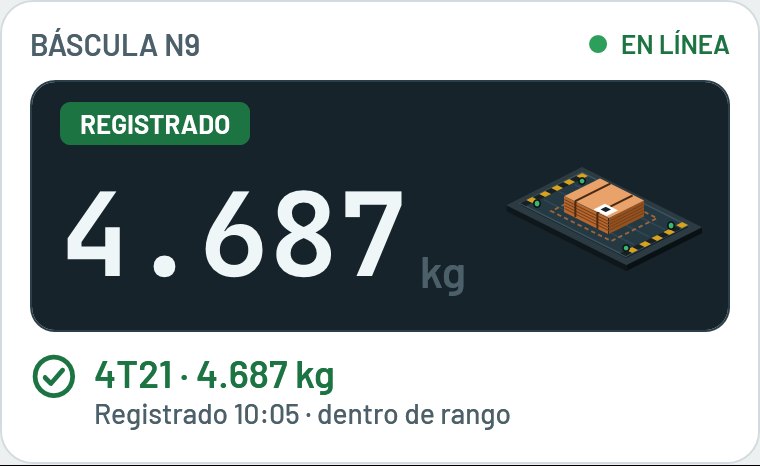 BÁSCULA N9
EN LÍNEA
REGISTRADO
4.687 kg
4T21 · 4.687 kg
Registrado 10:05 · dentro de rango